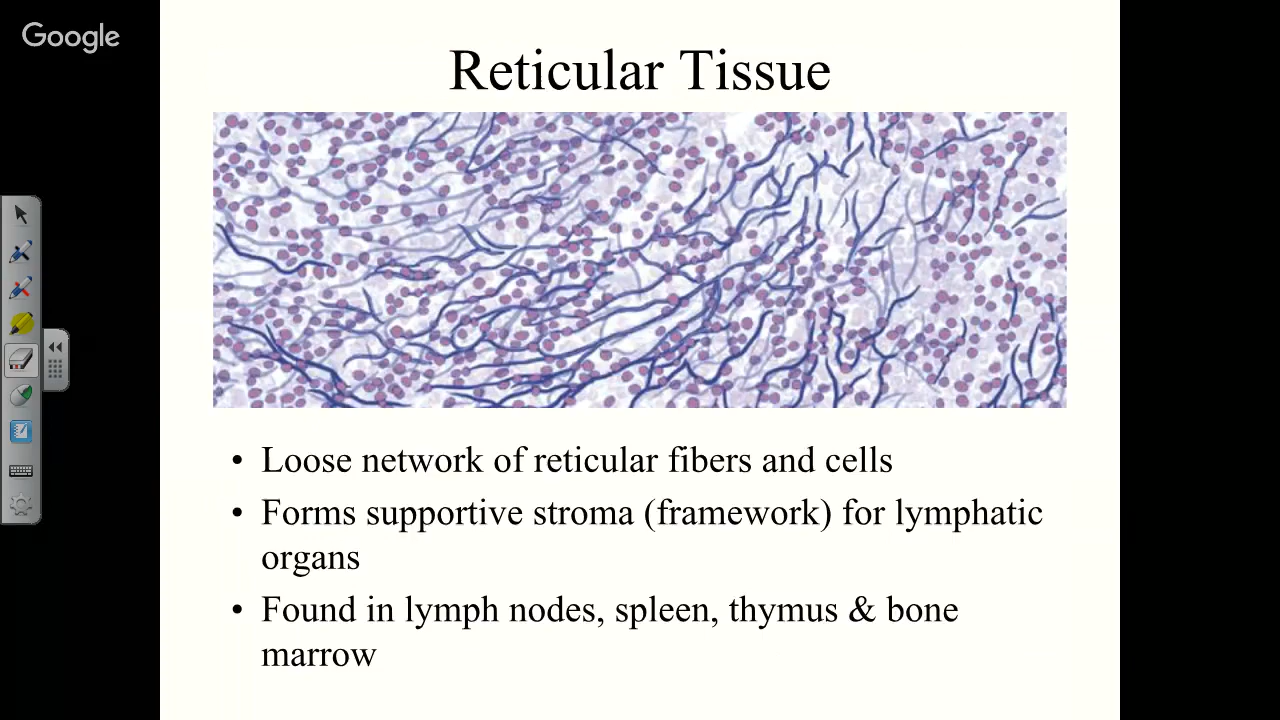 Google
Reticular Tissue
• Loose network of reticular fibers and cells
• Forms supportive stroma (framework) for lymphatic
organs
• Found in lymph nodes, spleen, thymus & bone
marrow